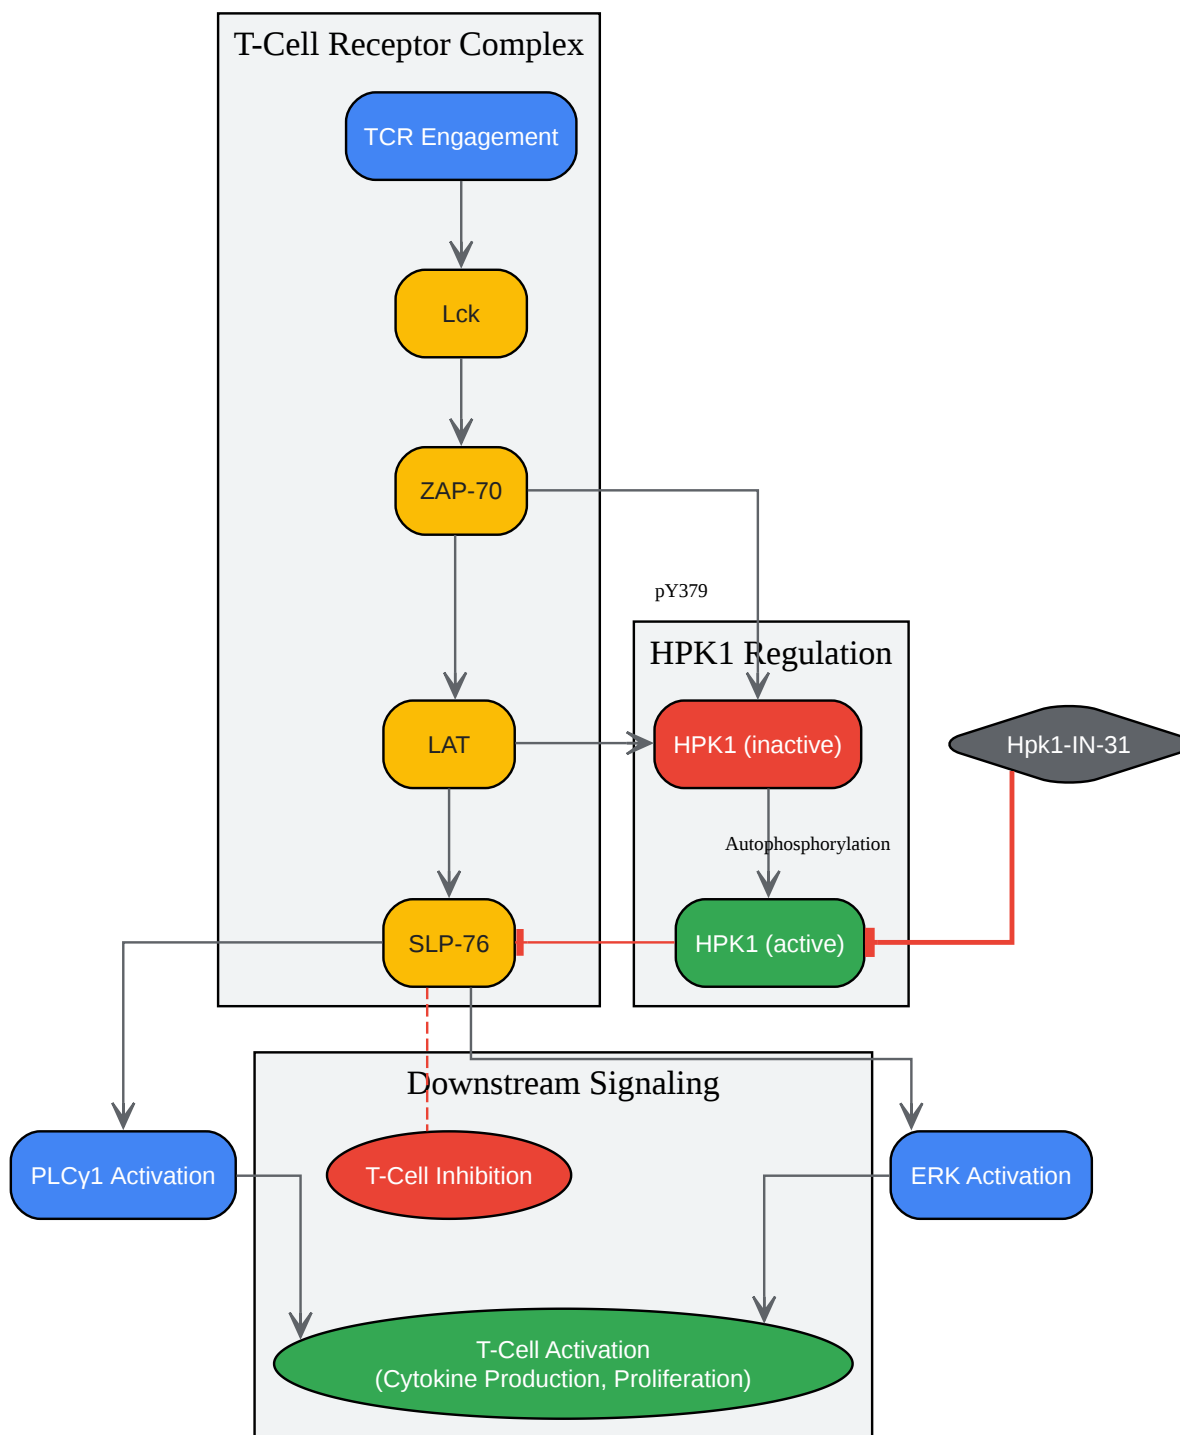 T-Cell Receptor Complex
TCR Engagement
Lck
ZAP-70
pY379
HPK1 Regulation
LAT
HPK1 (inactive)
Hpk1-IN-31
Autophosphorylation
SLP-76
HPK1 (active)
Downstream Signaling
PLCγ1 Activation
T-Cell Inhibition
ERK Activation
T-Cell Activation
(Cytokine Production, Proliferation)